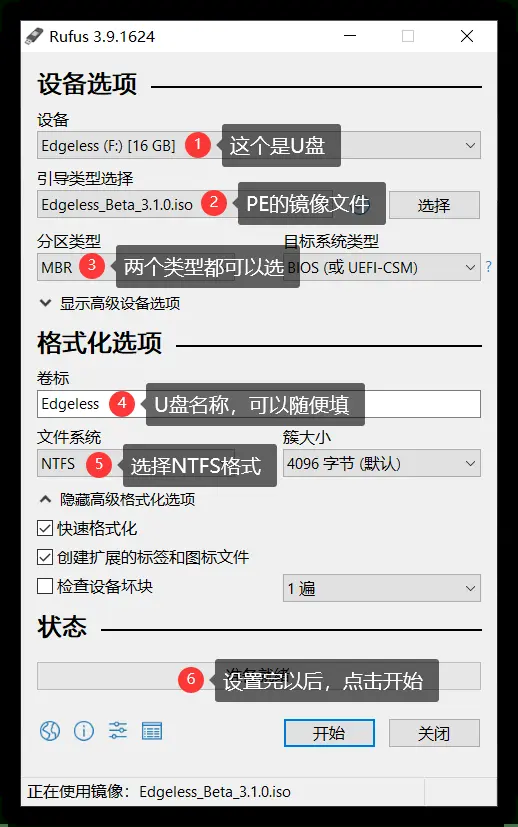 Rufus 3.9.1624
设备选项
设备
Edgeless (F:) [16 GB] 1 这个是U盘
引导类型选择
Edgeless_Beta_3.1.0.iso 2 PE的镜像文件 选择
分区类型 目标系统类型
MBR 3 两个类型都可以选 BIOS (或 UEFI-CSM) ?
显示高级设备选项
格式化选项
卷标
Edgeless 4 U盘名称，可以随便填
文件系统 簇大小
NTFS 5 选择NTFS格式 4096 字节 (默认)
隐藏高级格式化选项
快速格式化
创建扩展的标签和图标文件
检查设备坏块 1 遍
状态
6 设置完以后，点击开始
开始 关闭
正在使用镜像：Edgeless_Beta_3.1.0.iso